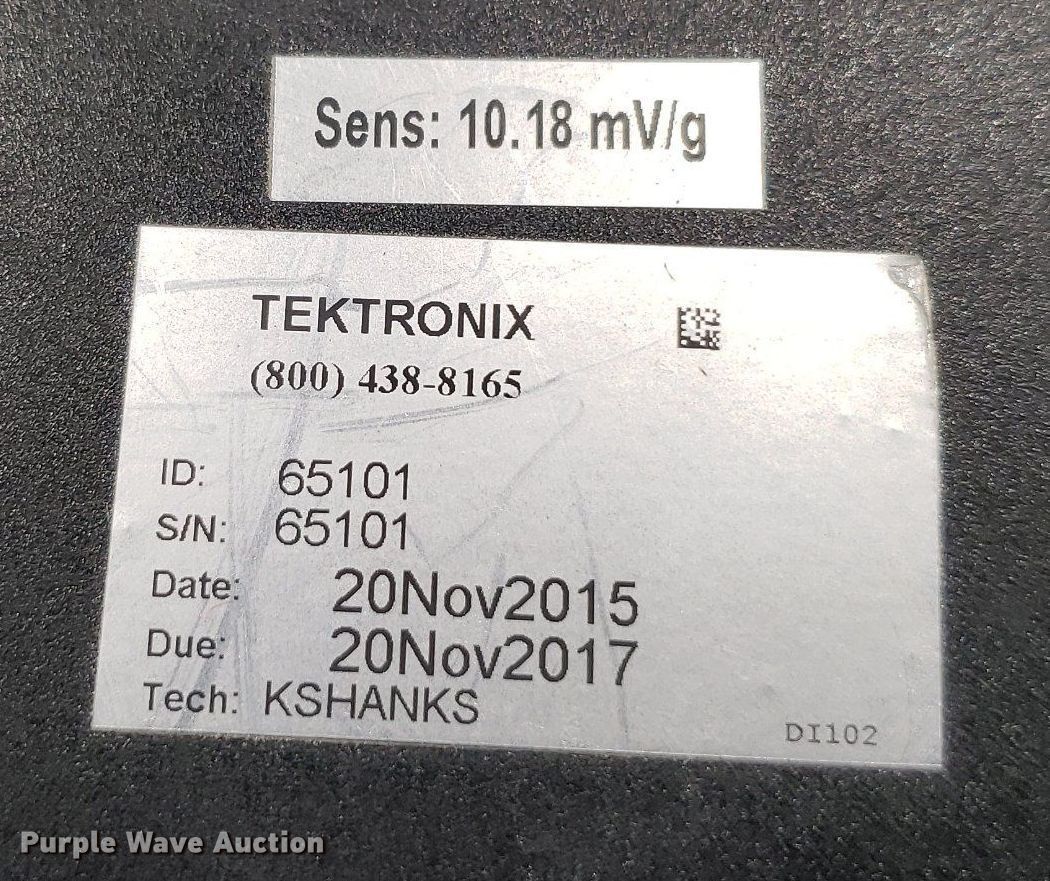 Sens: 10.18 mV/g
TEKTRONIX
(800) 438-8165
ID: 65101
S/N: 65101
Date: 20Nov2015
Due: 20Nov2017
Tech: KSHANKS
DI102
Purple Wave Auction